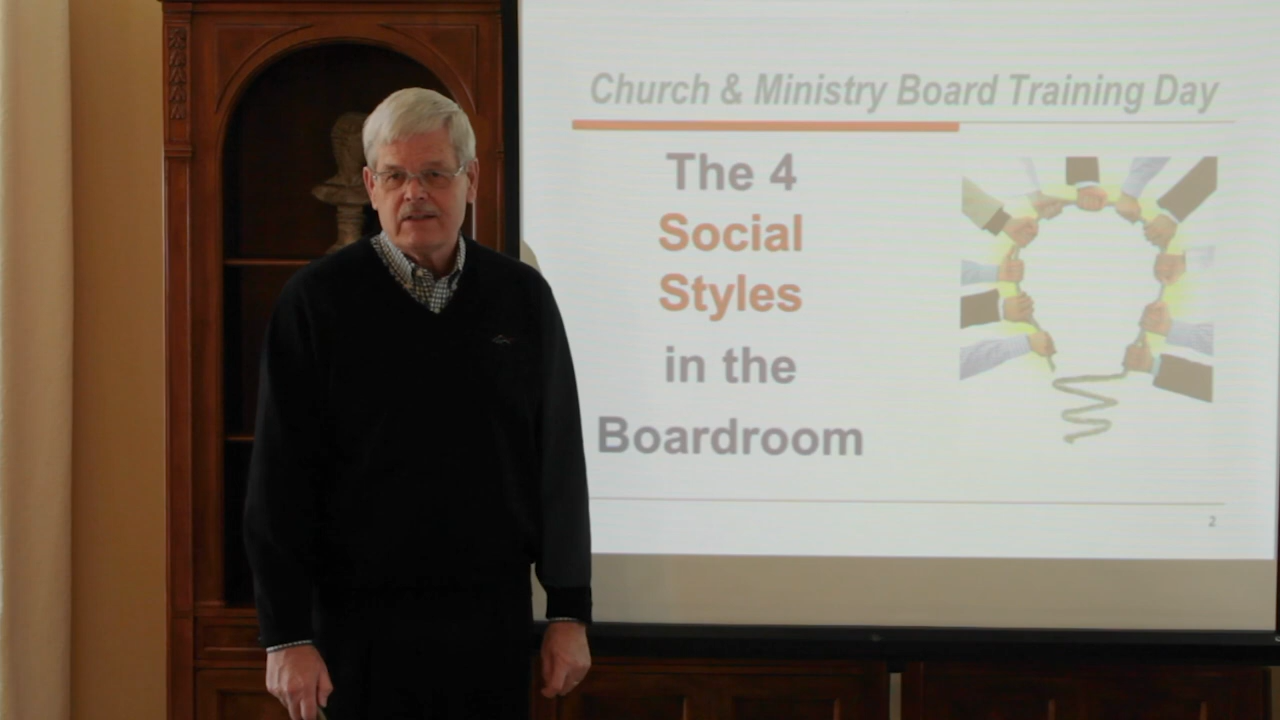 Church & Ministry Board Training Day
The 4
Social
Styles
in the
Boardroom
2